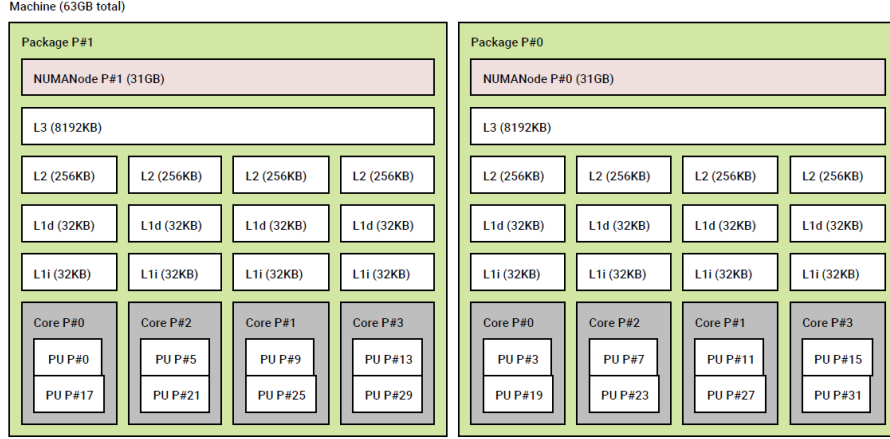 Machine (63GB total)
Package P#1
NUMANode P#1 (31GB)
L3 (8192KB)
L2 (256KB) L2 (256KB) L2 (256KB) L2 (256KB)
L1d (32KB) L1d (32KB) L1d (32KB) L1d (32KB)
L1i (32KB) L1i (32KB) L1i (32KB) L1i (32KB)
Core P#0 Core P#2 Core P#1 Core P#3
PU P#0 PU P#5 PU P#9 PU P#13
PU P#17 PU P#21 PU P#25 PU P#29
Package P#0
NUMANode P#0 (31GB)
L3 (8192KB)
L2 (256KB) L2 (256KB) L2 (256KB) L2 (256KB)
L1d (32KB) L1d (32KB) L1d (32KB) L1d (32KB)
L1i (32KB) L1i (32KB) L1i (32KB) L1i (32KB)
Core P#0 Core P#2 Core P#1 Core P#3
PU P#3 PU P#7 PU P#11 PU P#15
PU P#19 PU P#23 PU P#27 PU P#31